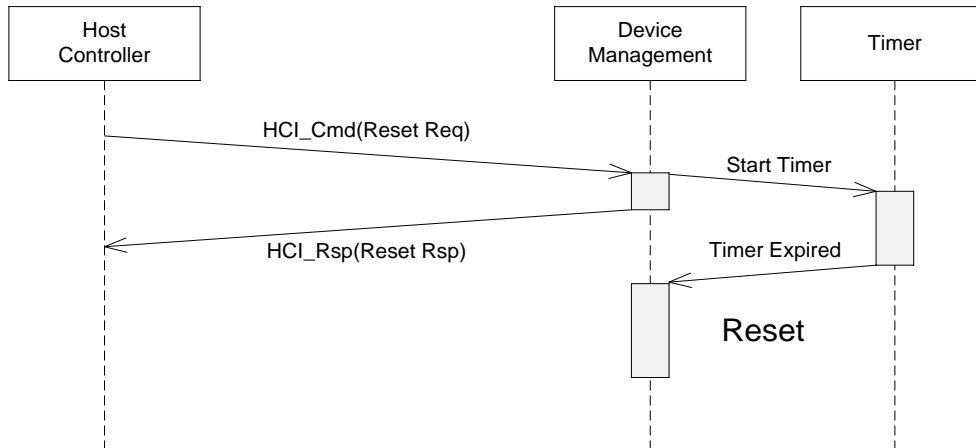 Host
Controller
Device
Management
Timer
HCI_Cmd(Reset Req)
Start Timer
HCI_Rsp(Reset Rsp)
Timer Expired
Reset